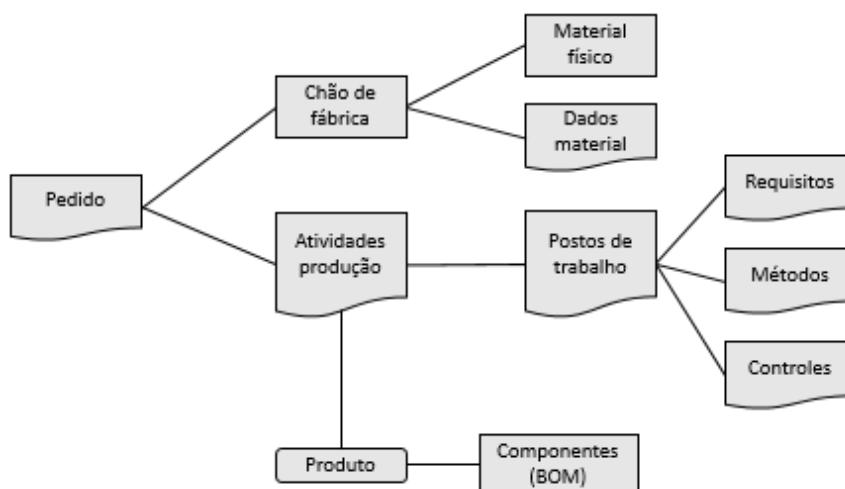 Material
físico
Chão de
fábrica
Dados
material
Pedido
Requisitos
Atividades
produção
Postos de
trabalho
Métodos
Controles
Produto
Componentes
(BOM)